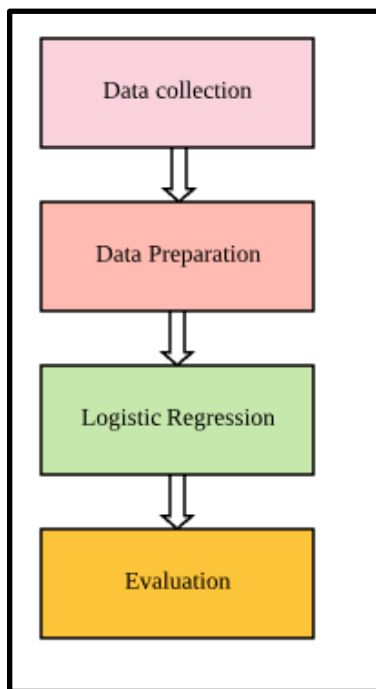 Data collection
Data Preparation
Logistic Regression
Evaluation